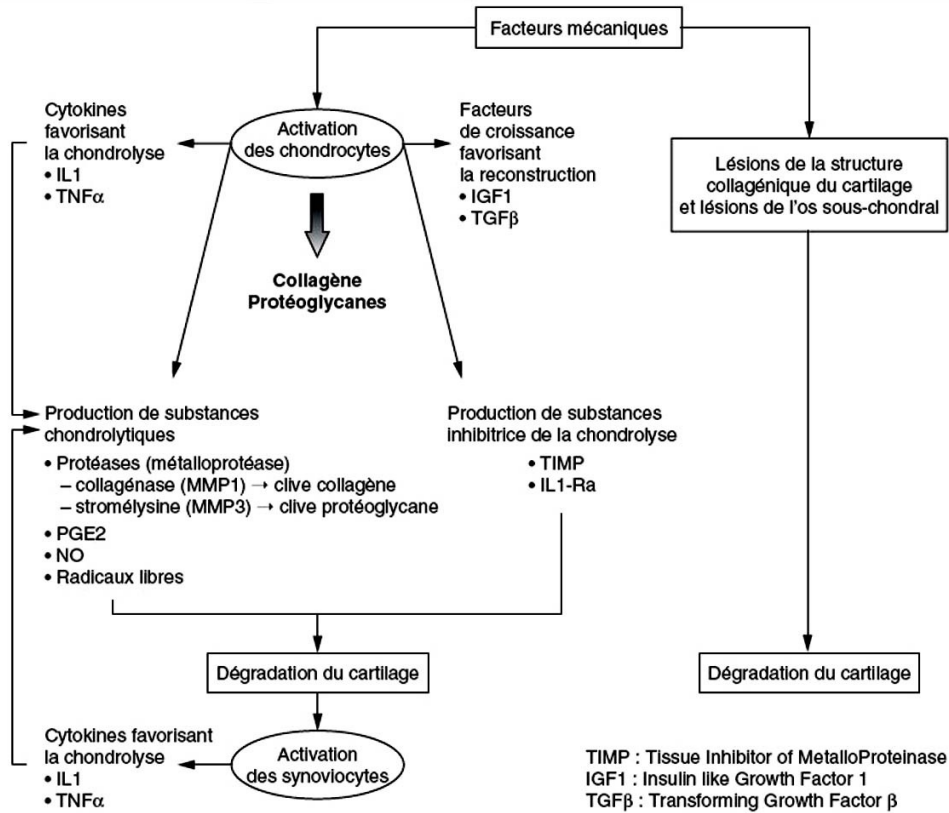 Facteurs mécaniques
Cytokines
favorisant
la chondrolyse
• IL1
• TNFα
Activation
des chondrocytes
Facteurs
de croissance
favorisant
la reconstruction
• IGF1
• TGFβ
Lésions de la structure
collagénique du cartilage
et lésions de l'os sous-chondral
Collagène
Protéoglycanes
Production de substances
chondrolytiques
• Protéases (métalloprotéase)
– collagénase (MMP1) → clive collagène
– stromélysine (MMP3) → clive protéoglycane
• PGE2
• NO
• Radicaux libres
Production de substances
inhibitrice de la chondrolyse
• TIMP
• IL1-Ra
Dégradation du cartilage
Dégradation du cartilage
Cytokines favorisant
la chondrolyse
• IL1
• TNFα
Activation
des synoviocytes
TIMP : Tissue Inhibitor of MetalloProteinase
IGF1 : Insulin like Growth Factor 1
TGFβ : Transforming Growth Factor β